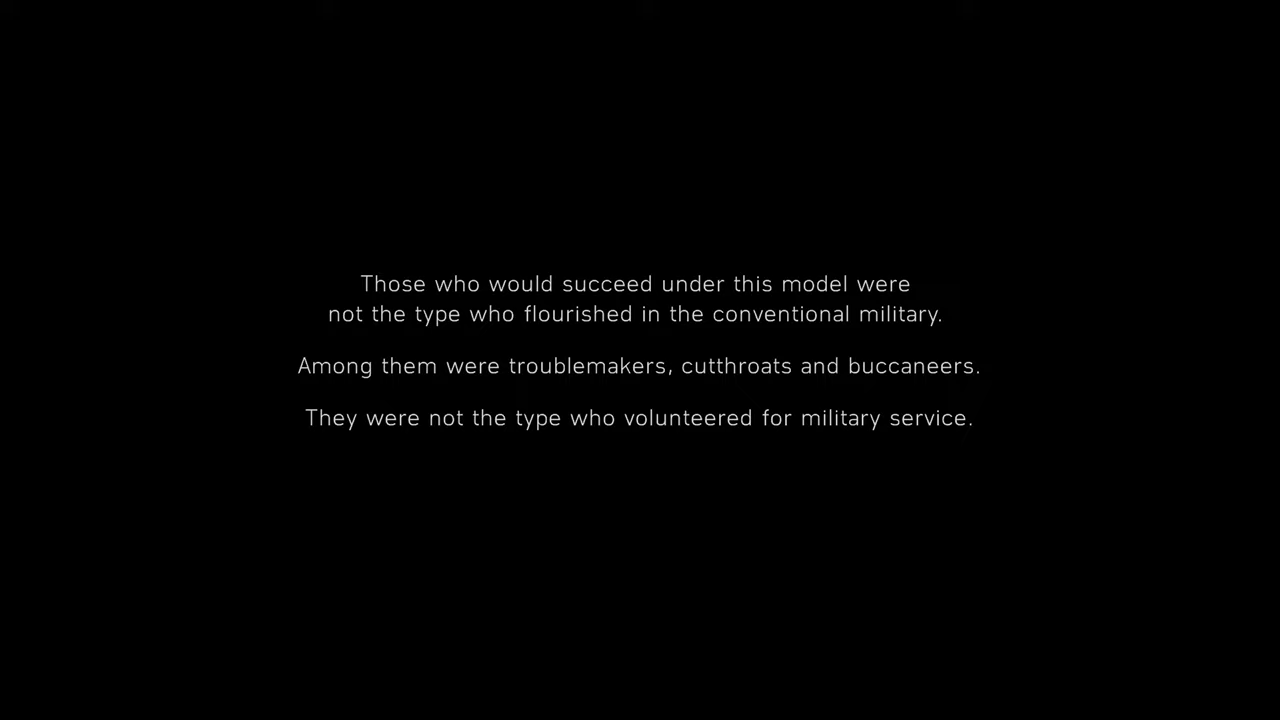 Those who would succeed under this model were
not the type who flourished in the conventional military.
Among them were troublemakers, cutthroats and buccaneers.
They were not the type who volunteered for military service.